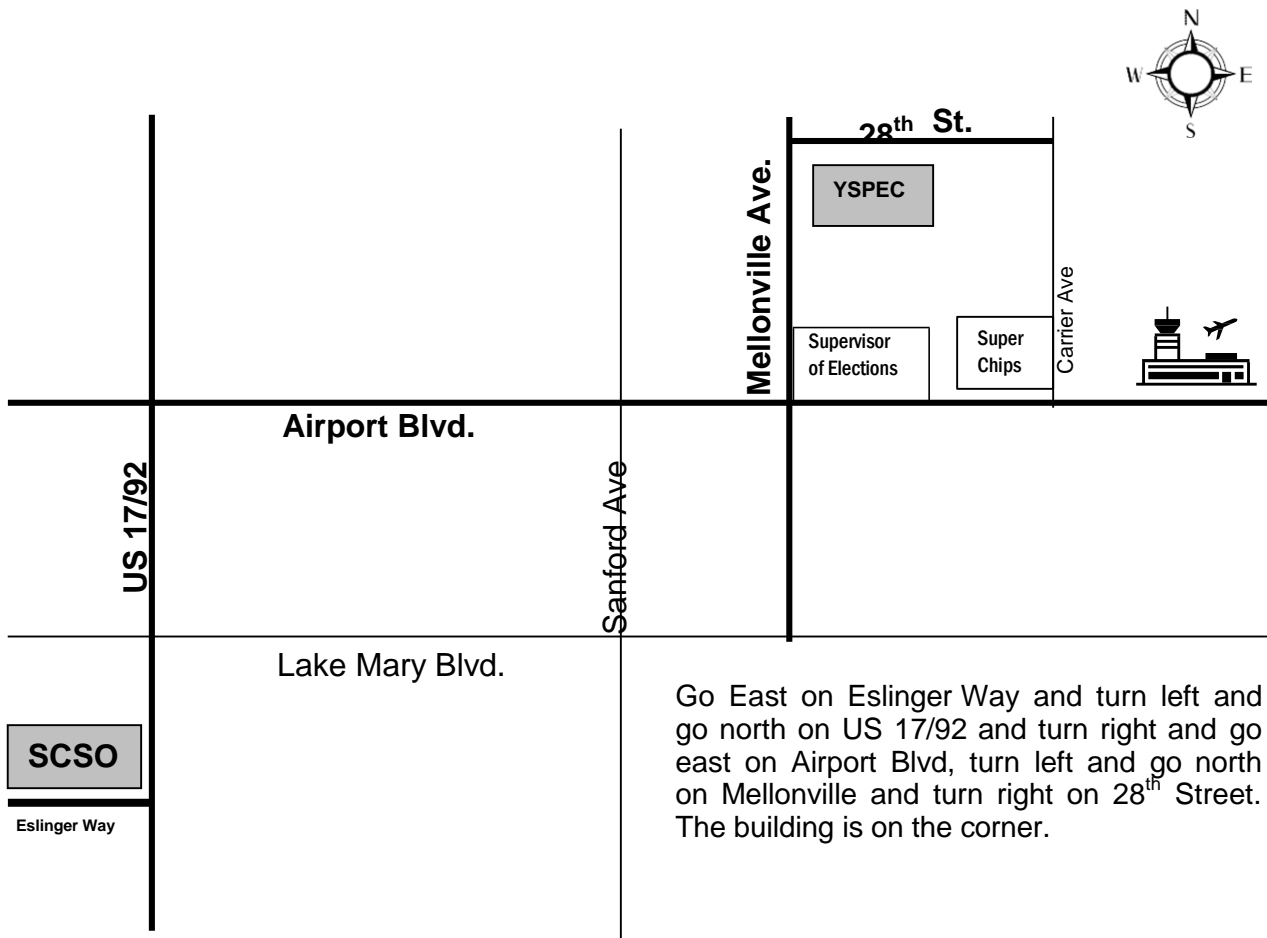 N
W E
S
28th St.
Mellonville Ave.
YSPEC
Carrier Ave
Supervisor
of Elections
Super
Chips
Airport Blvd.
US 17/92
Sanford Ave
Lake Mary Blvd.
SCSO
Eslinger Way
Go East on Eslinger Way and turn left and
go north on US 17/92 and turn right and go
east on Airport Blvd, turn left and go north
on Mellonville and turn right on 28th Street.
The building is on the corner.